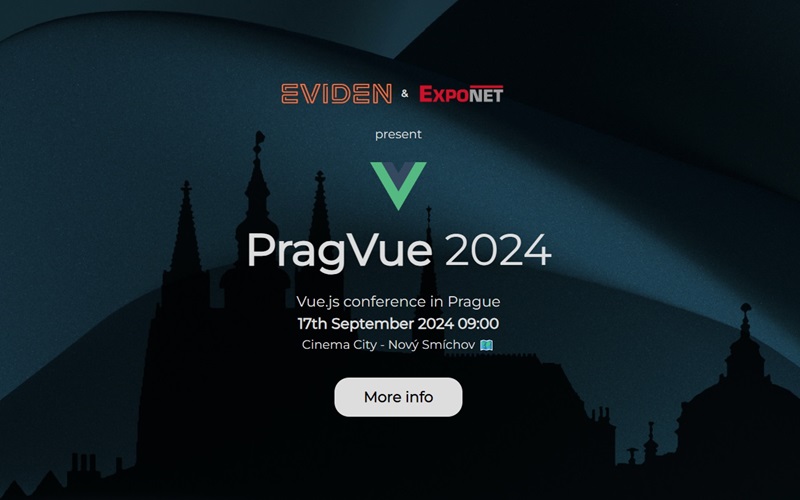 EVIDEN & EXPONET
present
PragVue 2024
Vue.js conference in Prague
17th September 2024 09:00
Cinema City - Nový Smíchov
More info